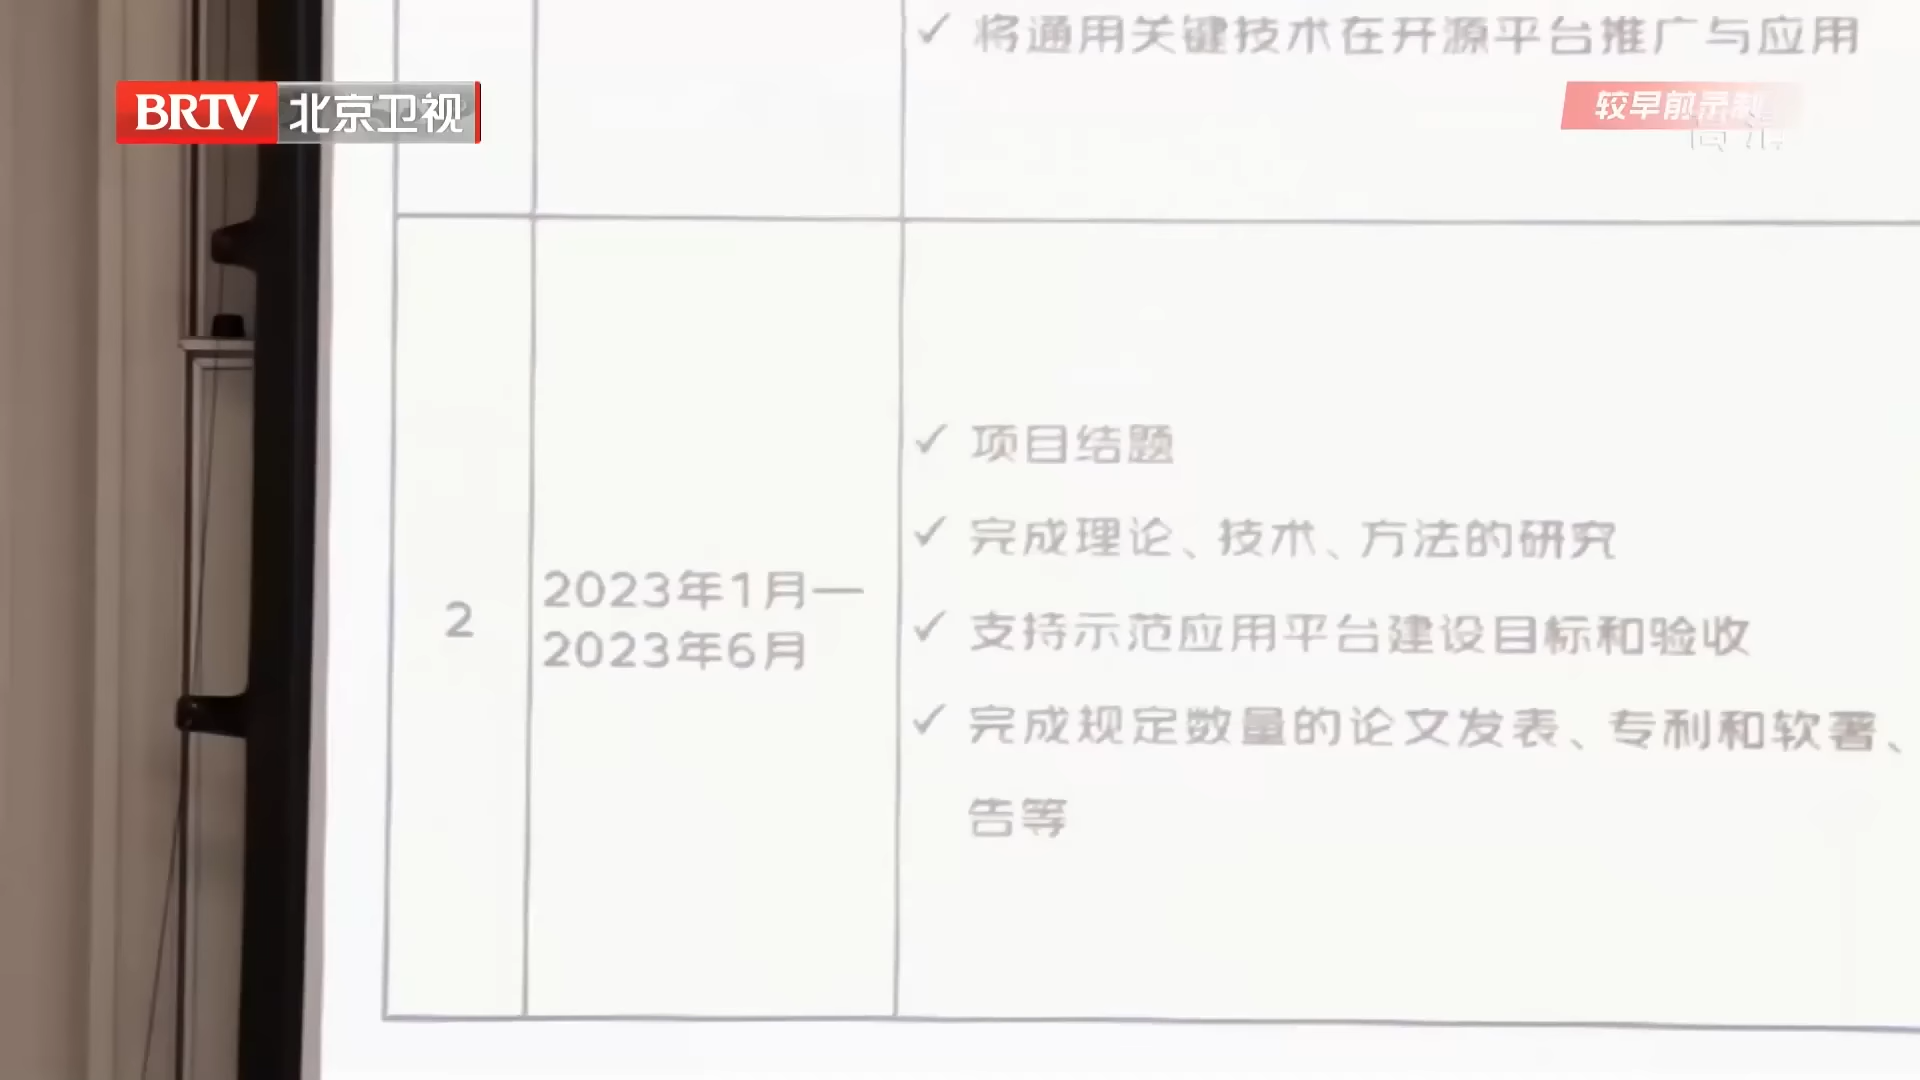 将通用关键技术在开源平台推广与应用
BRTV 北京卫视
较早前录制
高清
项目结题
完成理论、技术、方法的研究
2023年1月—
2
2023年6月
支持示范应用平台建设目标和验收
完成规定数量的论文发表、专利和软著、
告等